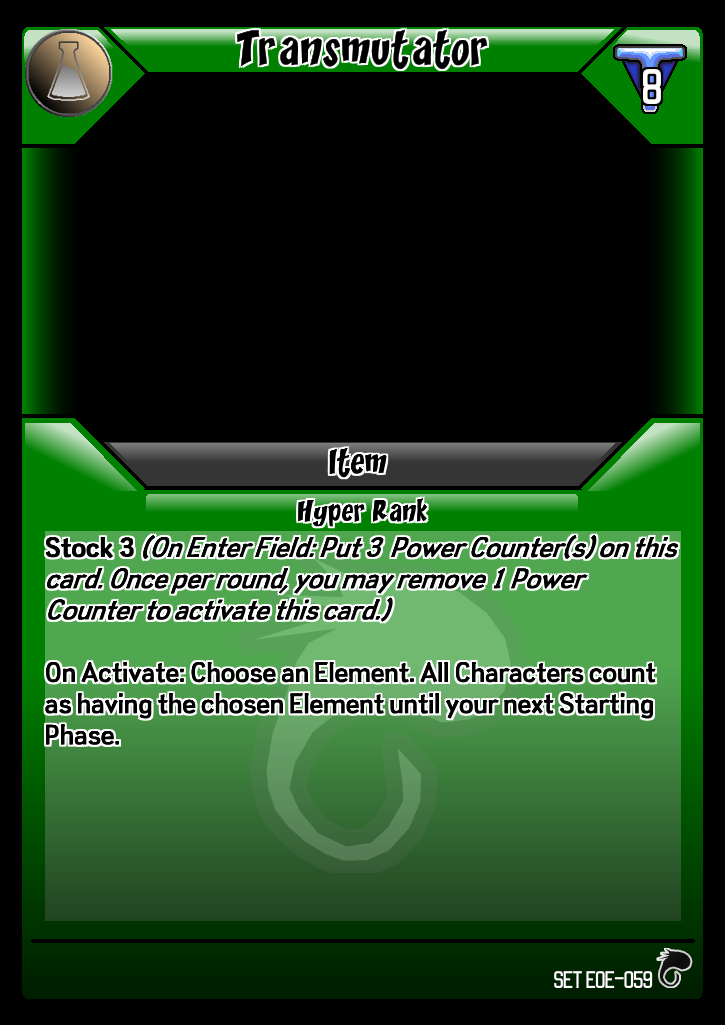 Transmutator
8
Item
Hyper Rank
Stock 3 (On Enter Field: Put 3 Power Counter(s) on this
card. Once per round, you may remove 1 Power
Counter to activate this card.)
On Activate: Choose an Element. All Characters count
as having the chosen Element until your next Starting
Phase.
SET EOE-059